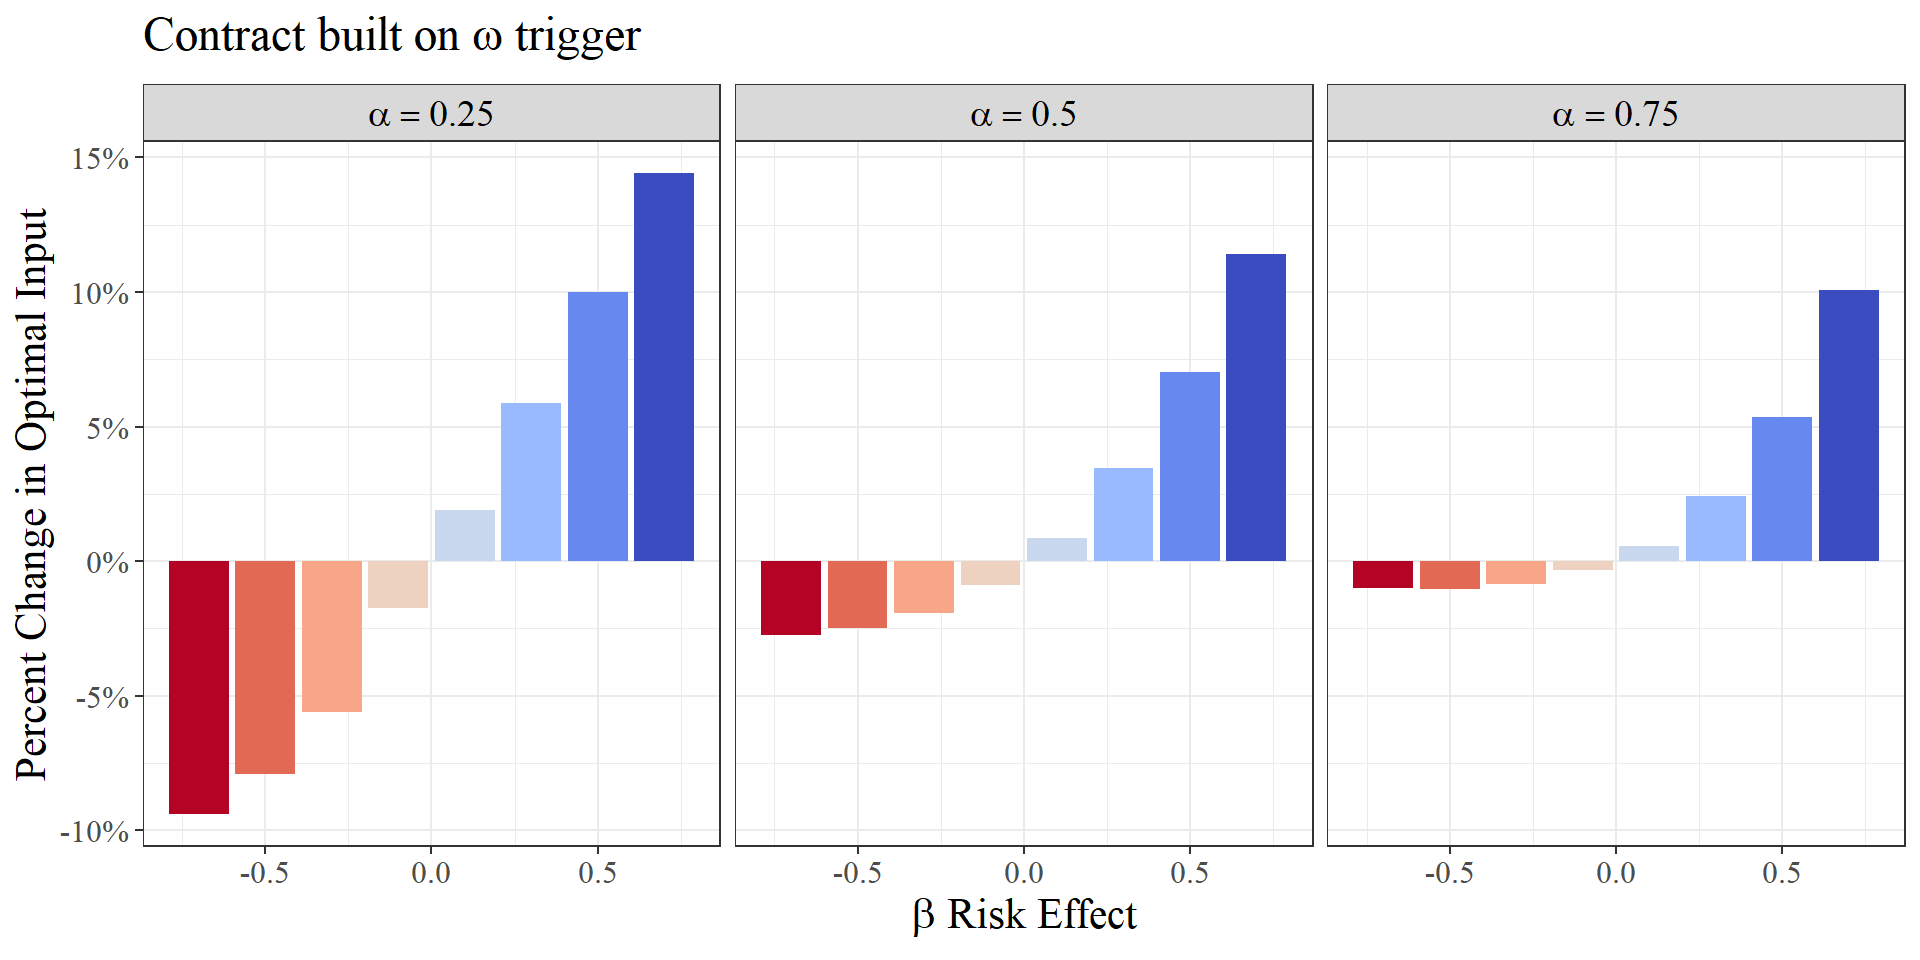 Contract built on ω trigger
α = 0.25
α = 0.5
α = 0.75
Percent Change in Optimal Input
15%
10%
5%
0%
-5%
-10%
-0.5 0.0 0.5
-0.5 0.0 0.5
-0.5 0.0 0.5
β Risk Effect